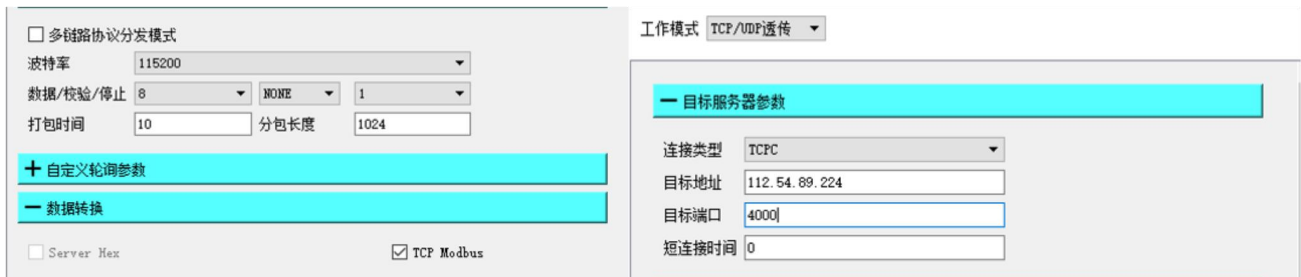 多链路协议分发模式
波特率 115200
数据/校验/停止 8 NONE 1
打包时间 10 分包长度 1024
自定义轮询参数
数据转换
Server Hex TCP Modbus
工作模式 TCP/UDP透传
目标服务器参数
连接类型 TCPC
目标地址 112.54.89.224
目标端口 4000
短连接时间 0